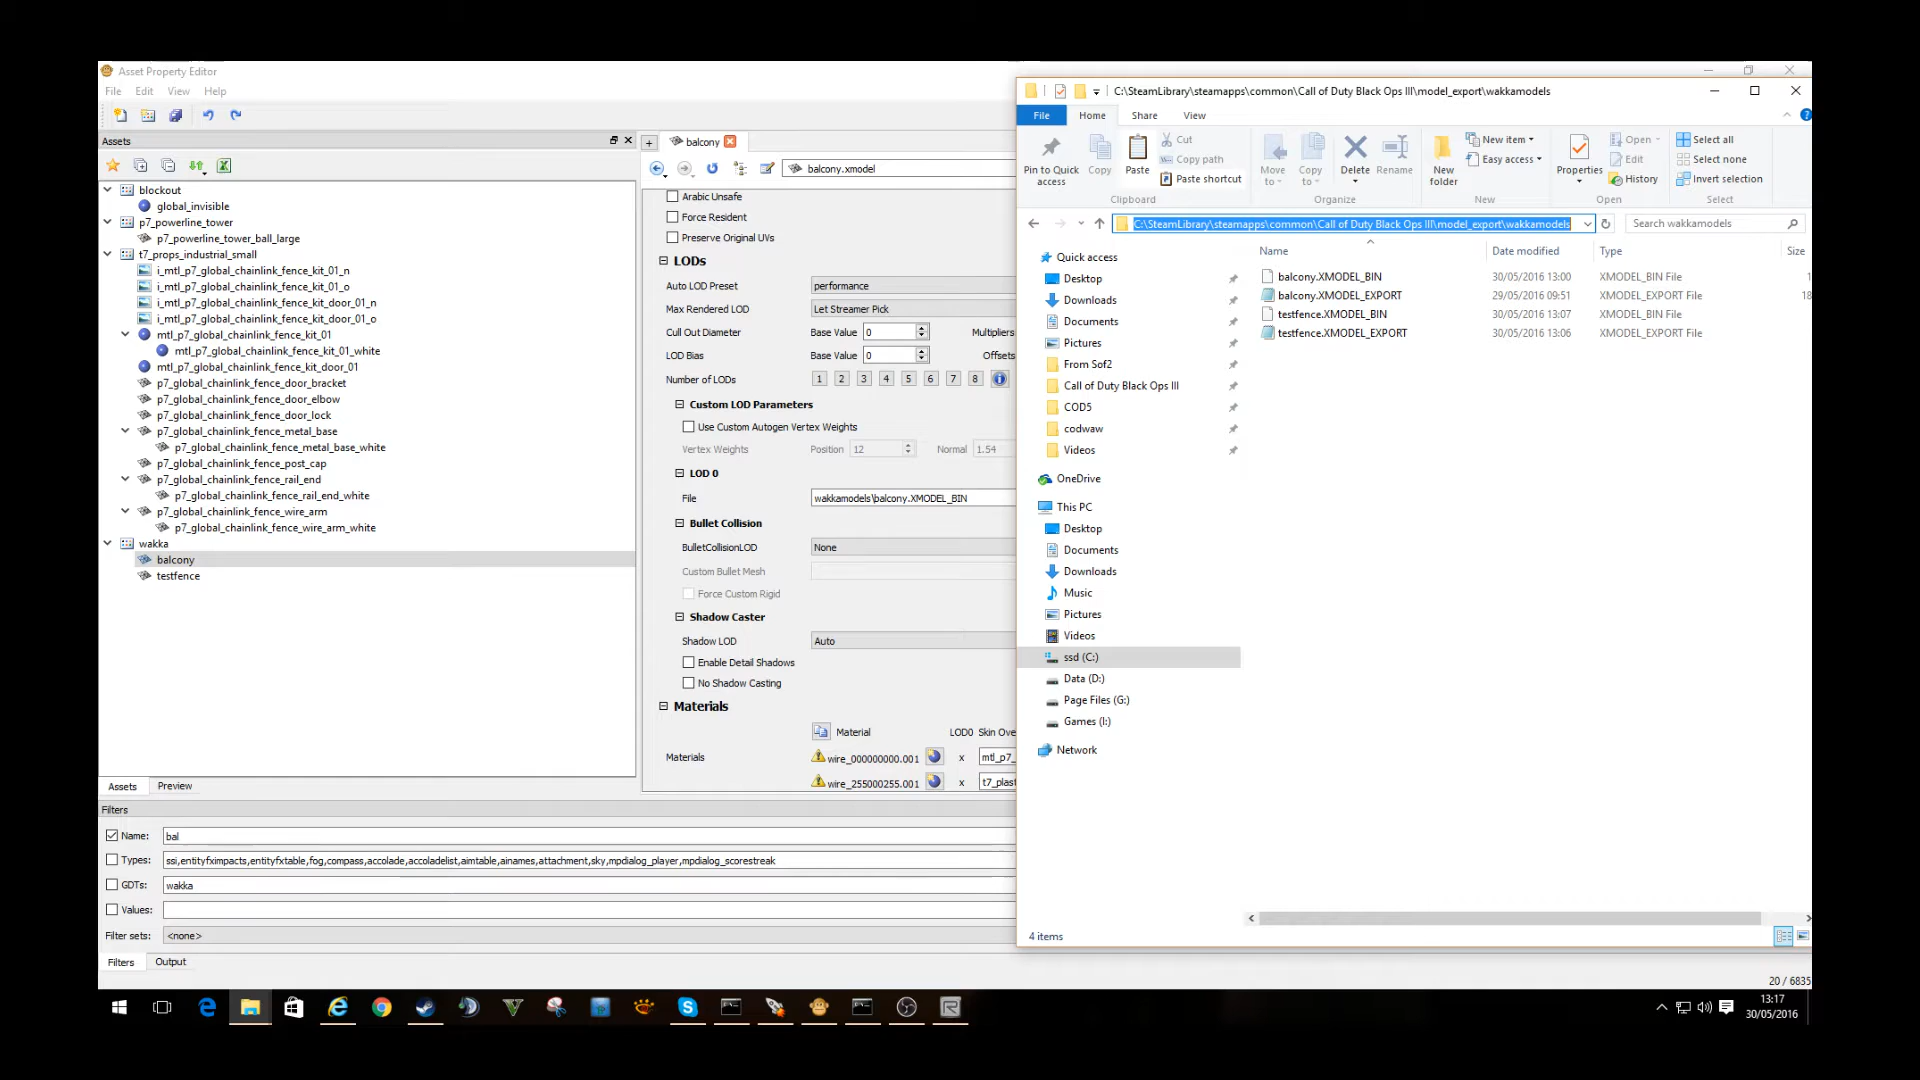 Asset Property Editor
File Edit View Help
Assets
blockout
global_invisible
p7_powerline_tower
p7_powerline_tower_ball_large
t7_props_industrial_small
i_mtl_p7_global_chainlink_fence_kit_01_n
i_mtl_p7_global_chainlink_fence_kit_01_o
i_mtl_p7_global_chainlink_fence_kit_door_01_n
i_mtl_p7_global_chainlink_fence_kit_door_01_o
mtl_p7_global_chainlink_fence_kit_01
mtl_p7_global_chainlink_fence_kit_01_white
mtl_p7_global_chainlink_fence_kit_door_01
p7_global_chainlink_fence_door_bracket
p7_global_chainlink_fence_door_elbow
p7_global_chainlink_fence_door_lock
p7_global_chainlink_fence_metal_base
p7_global_chainlink_fence_metal_base_white
p7_global_chainlink_fence_post_cap
p7_global_chainlink_fence_rail_end
p7_global_chainlink_fence_rail_end_white
p7_global_chainlink_fence_wire_arm
p7_global_chainlink_fence_wire_arm_white
wakka
balcony
testfence
Assets Preview
balcony
balcony.xmodel
Arabic Unsafe
Force Resident
Preserve Original UVs
LODs
Auto LOD Preset performance
Max Rendered LOD Let Streamer Pick
Cull Out Diameter Base Value 0 Multipliers
LOD Bias Base Value 0 Offsets
Number of LODs 1 2 3 4 5 6 7 8
Custom LOD Parameters
Use Custom Autogen Vertex Weights
Vertex Weights Position 12 Normal 1.54
LOD 0
File wakkamodels\balcony.XMODEL_BIN
Bullet Collision
BulletCollisionLOD None
Custom Bullet Mesh
Force Custom Rigid
Shadow Caster
Shadow LOD Auto
Enable Detail Shadows
No Shadow Casting
Materials
Material LOD0 Skin Ove
Materials wire_000000000.001 x mtl_p7_
wire_255000255.001 x t7_plast
Filters
Name: bal
Types: ssi,entityfximpacts,entityfxtable,fog,compass,accolade,accoladelist,aimtable,ainames,attachment,sky,mpdialog_player,mpdialog_scorestreak
GDTs: wakka
Values:
Filter sets: <none>
Filters Output
20 / 6835
C:\SteamLibrary\steamapps\common\Call of Duty Black Ops III\model_export\wakkamodels
File Home Share View
Pin to Quick access
Copy
Paste
Cut
Copy path
Paste shortcut
Clipboard
Move to
Copy to
Delete
Rename
Organize
New folder
New item
Easy access
New
Properties
Open
Edit
History
Open
Select all
Select none
Invert selection
Select
C:\SteamLibrary\steamapps\common\Call of Duty Black Ops III\model_export\wakkamodels
Search wakkamodels
Name Date modified Type Size
balcony.XMODEL_BIN 30/05/2016 13:00 XMODEL_BIN File 1
balcony.XMODEL_EXPORT 29/05/2016 09:51 XMODEL_EXPORT File 18
testfence.XMODEL_BIN 30/05/2016 13:07 XMODEL_BIN File
testfence.XMODEL_EXPORT 30/05/2016 13:06 XMODEL_EXPORT File
Quick access
Desktop
Downloads
Documents
Pictures
From Sof2
Call of Duty Black Ops III
COD5
codwaw
Videos
OneDrive
This PC
Desktop
Documents
Downloads
Music
Pictures
Videos
ssd (C:)
Data (D:)
Page Files (G:)
Games (I:)
Network
4 items
13:17
30/05/2016